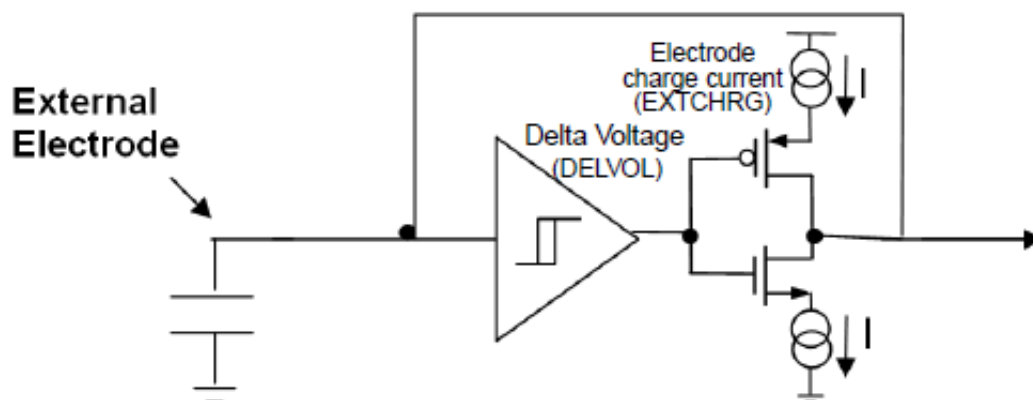 Electrode
charge current
(EXTCHRG)
I
External
Electrode
Delta Voltage
(DELVOL)
I